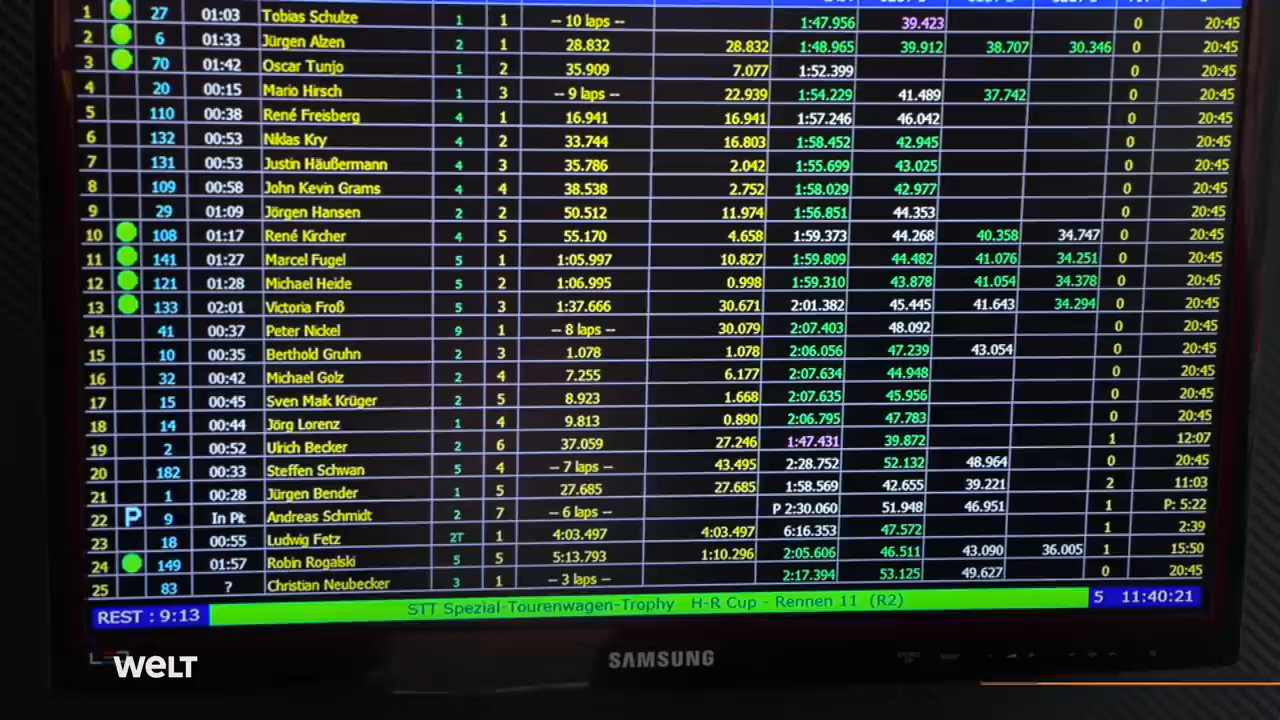 1 27 01:03 Tobias Schulze 1 1 -- 10 laps -- 1:47.956 39.423 0 20:45
2 6 01:33 Jürgen Alzen 2 1 28.832 28.832 1:48.965 39.912 38.707 30.346 0 20:45
3 70 01:42 Oscar Tunjo 1 2 35.909 7.077 1:52.399 0 20:45
4 20 00:15 Mario Hirsch 1 3 -- 9 laps -- 22.939 1:54.229 41.489 37.742 0 20:45
5 110 00:38 René Freisberg 4 1 16.941 16.941 1:57.246 46.042 0 20:45
6 132 00:53 Niklas Kry 4 2 33.744 16.803 1:58.452 42.945 0 20:45
7 131 00:53 Justin Häußermann 4 3 35.786 2.042 1:55.699 43.025 0 20:45
8 109 00:58 John Kevin Grams 4 4 38.538 2.752 1:58.029 42.977 0 20:45
9 29 01:09 Jörgen Hansen 2 2 50.512 11.974 1:56.851 44.353 0 20:45
10 108 01:17 René Kircher 4 5 55.170 4.658 1:59.373 44.268 40.358 34.747 0 20:45
11 141 01:27 Marcel Fugel 5 1 1:05.997 10.827 1:59.809 44.482 41.076 34.251 0 20:45
12 121 01:28 Michael Heide 5 2 1:06.995 0.998 1:59.310 43.878 41.054 34.378 0 20:45
13 133 02:01 Victoria Froß 5 3 1:37.666 30.671 2:01.382 45.445 41.643 34.294 0 20:45
14 41 00:37 Peter Nickel 9 1 -- 8 laps -- 30.079 2:07.403 48.092 0 20:45
15 10 00:35 Berthold Gruhn 2 3 1.078 1.078 2:06.056 47.239 43.054 0 20:45
16 32 00:42 Michael Golz 2 4 7.255 6.177 2:07.634 44.948 0 20:45
17 15 00:45 Sven Maik Krüger 2 5 8.923 1.668 2:07.635 45.956 0 20:45
18 14 00:44 Jörg Lorenz 1 4 9.813 0.890 2:06.795 47.783 0 20:45
19 2 00:52 Ulrich Becker 2 6 37.059 27.246 1:47.431 39.872 1 12:07
20 182 00:33 Steffen Schwan 5 4 -- 7 laps -- 43.495 2:28.752 52.132 48.964 0 20:45
21 1 00:28 Jürgen Bender 1 5 27.685 27.685 1:58.569 42.655 39.221 2 11:03
22 P 9 In Pit Andreas Schmidt 2 7 -- 6 laps -- P 2:30.060 51.948 46.951 1 P: 5:22
23 18 00:55 Ludwig Fetz 2T 1 4:03.497 4:03.497 6:16.353 47.572 1 2:39
24 149 01:57 Robin Rogalski 5 5 5:13.793 1:10.296 2:05.606 46.511 43.090 36.005 1 15:50
25 83 ? Christian Neubecker 3 1 -- 3 laps -- 2:17.394 53.125 49.627 0 20:45
REST : 9:13 STT Spezial-Tourenwagen-Trophy H-R Cup - Rennen 11 (R2) 5 11:40:21
WELT
SAMSUNG